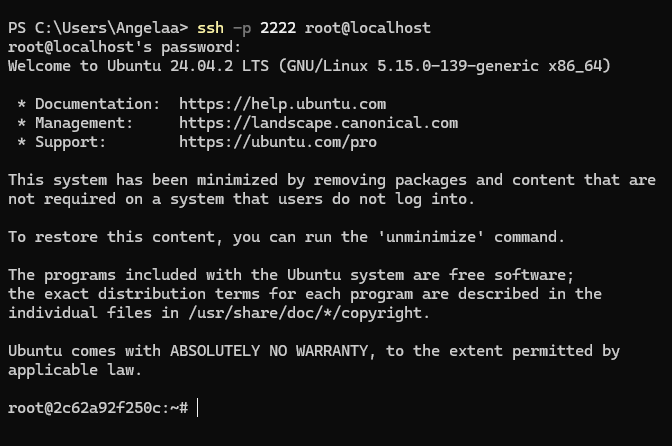 PS C:\Users\Angelaa> ssh -p 2222 root@localhost
root@localhost's password:
Welcome to Ubuntu 24.04.2 LTS (GNU/Linux 5.15.0-139-generic x86_64)

 * Documentation:  https://help.ubuntu.com
 * Management:     https://landscape.canonical.com
 * Support:        https://ubuntu.com/pro

This system has been minimized by removing packages and content that are
not required on a system that users do not log into.

To restore this content, you can run the 'unminimize' command.

The programs included with the Ubuntu system are free software;
the exact distribution terms for each program are described in the
individual files in /usr/share/doc/*/copyright.

Ubuntu comes with ABSOLUTELY NO WARRANTY, to the extent permitted by
applicable law.

root@2c62a92f250c:~#